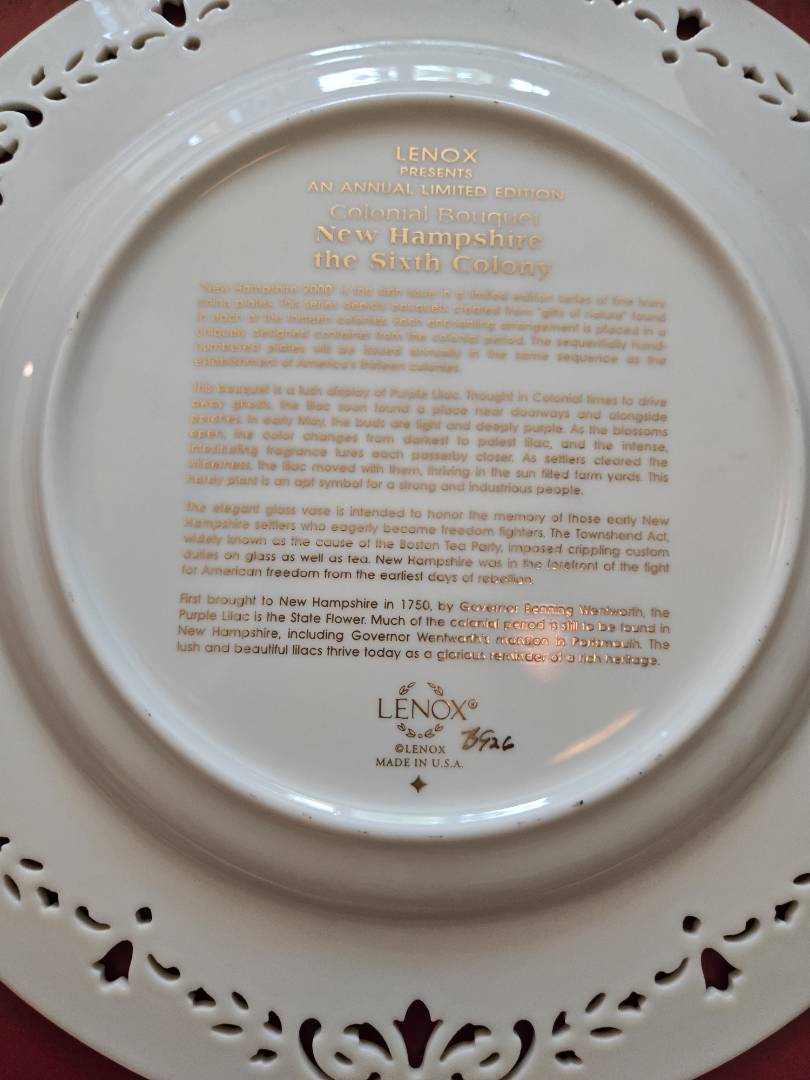 LENOX
PRESENTS
AN ANNUAL LIMITED EDITION
Colonial Bouquet
New Hampshire
the Sixth Colony
"New Hampshire 2000" is the sixth issue in a limited edition series of fine ivory
china plates. This series depicts bouquets created from "gifts of nature" found
in each of the thirteen colonies. Each enchanting arrangement is placed in a
uniquely designed container from the colonial period. The sequentially hand-
numbered plates will be issued annually in the same sequence as the
establishment of America's thirteen colonies.
This bouquet is a lush display of Purple Lilac. Thought in Colonial times to drive
away ghosts, the lilac soon found a place near doorways and alongside
porches. In early May, the buds are tight and deeply purple. As the blossoms
open, the color changes from darkest to palest lilac, and the intense,
intoxicating fragrance lures each passerby closer. As settlers cleared the
wilderness, the lilac moved with them, thriving in the sun filled farm yards. This
hardy plant is an apt symbol for a strong and industrious people.
The elegant glass vase is intended to honor the memory of those early New
Hampshire settlers who eagerly became freedom fighters. The Townshend Act,
widely known as the cause of the Boston Tea Party, imposed crippling custom
duties on glass as well as tea. New Hampshire was in the forefront of the fight
for American freedom from the earliest days of rebellion.
First brought to New Hampshire in 1750, by Governor Benning Wentworth, the
Purple Lilac is the State Flower. Much of the colonial period is still to be found in
New Hampshire, including Governor Wentworth's mansion in Portsmouth. The
lush and beautiful lilacs thrive today as a glorious reminder of a rich heritage.
LENOX®
©LENOX
MADE IN U.S.A.